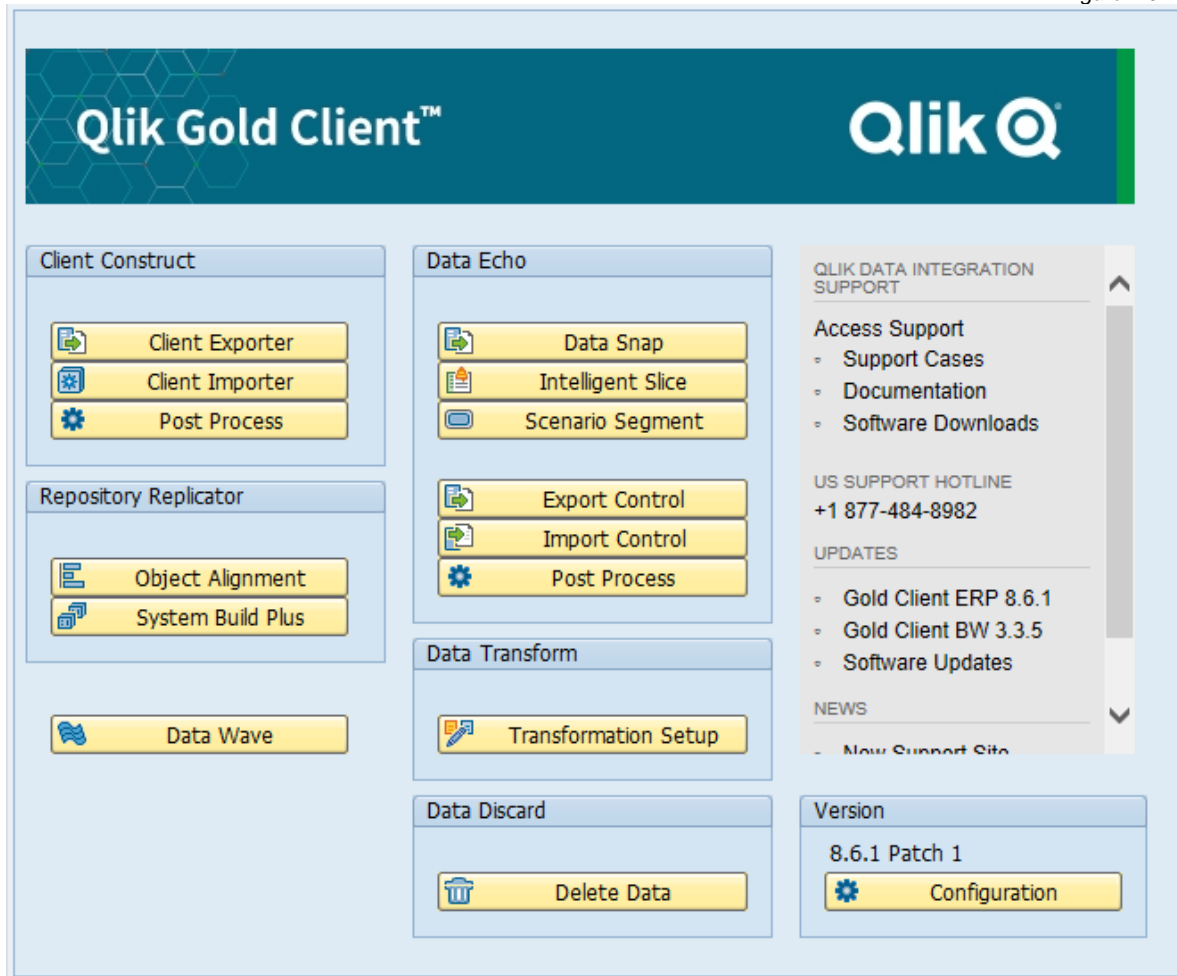 Qlik Gold Client™
Qlik
Client Construct
Client Exporter
Client Importer
Post Process
Repository Replicator
Object Alignment
System Build Plus
Data Wave
Data Echo
Data Snap
Intelligent Slice
Scenario Segment
Export Control
Import Control
Post Process
Data Transform
Transformation Setup
Data Discard
Delete Data
QLIK DATA INTEGRATION
SUPPORT
Access Support
Support Cases
Documentation
Software Downloads
US SUPPORT HOTLINE
+1 877-484-8982
UPDATES
Gold Client ERP 8.6.1
Gold Client BW 3.3.5
Software Updates
NEWS
New Support Site
Version
8.6.1 Patch 1
Configuration